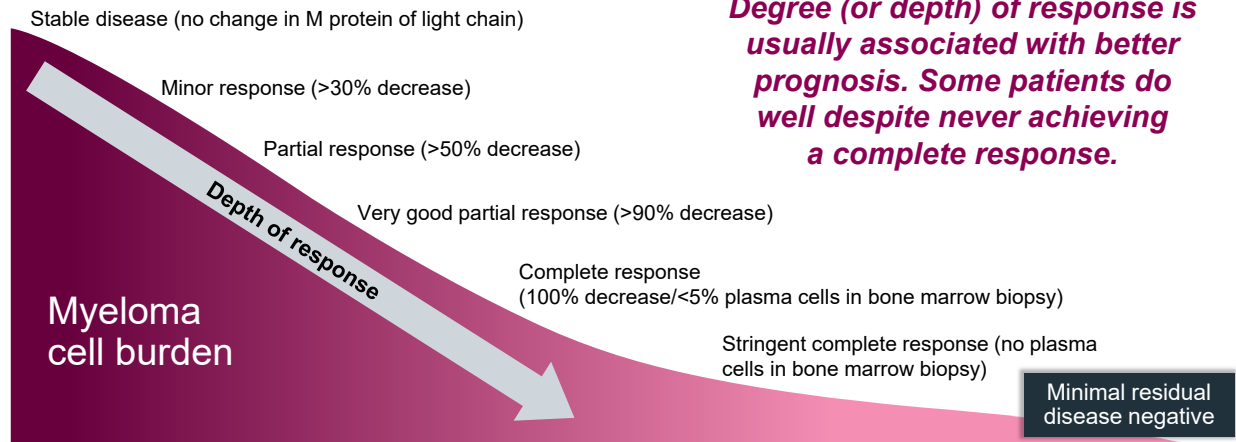 Stable disease (no change in M protein of light chain)
Degree (or depth) of response is
usually associated with better
prognosis. Some patients do
well despite never achieving
a complete response.
Minor response (>30% decrease)
Partial response (>50% decrease)
Depth of response
Very good partial response (>90% decrease)
Complete response
(100% decrease/<5% plasma cells in bone marrow biopsy)
Myeloma
cell burden
Stringent complete response (no plasma
cells in bone marrow biopsy)
Minimal residual
disease negative